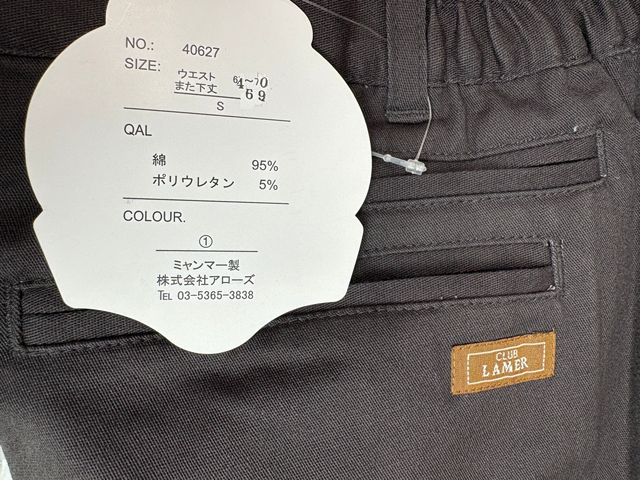 NO.: 40627
SIZE: ウエスト 64~70
また下丈 69
S
QAL
綿 95%
ポリウレタン 5%
COLOUR.
①
ミャンマー製
株式会社アローズ
TEL 03-5365-3838
CLUB
LAMER